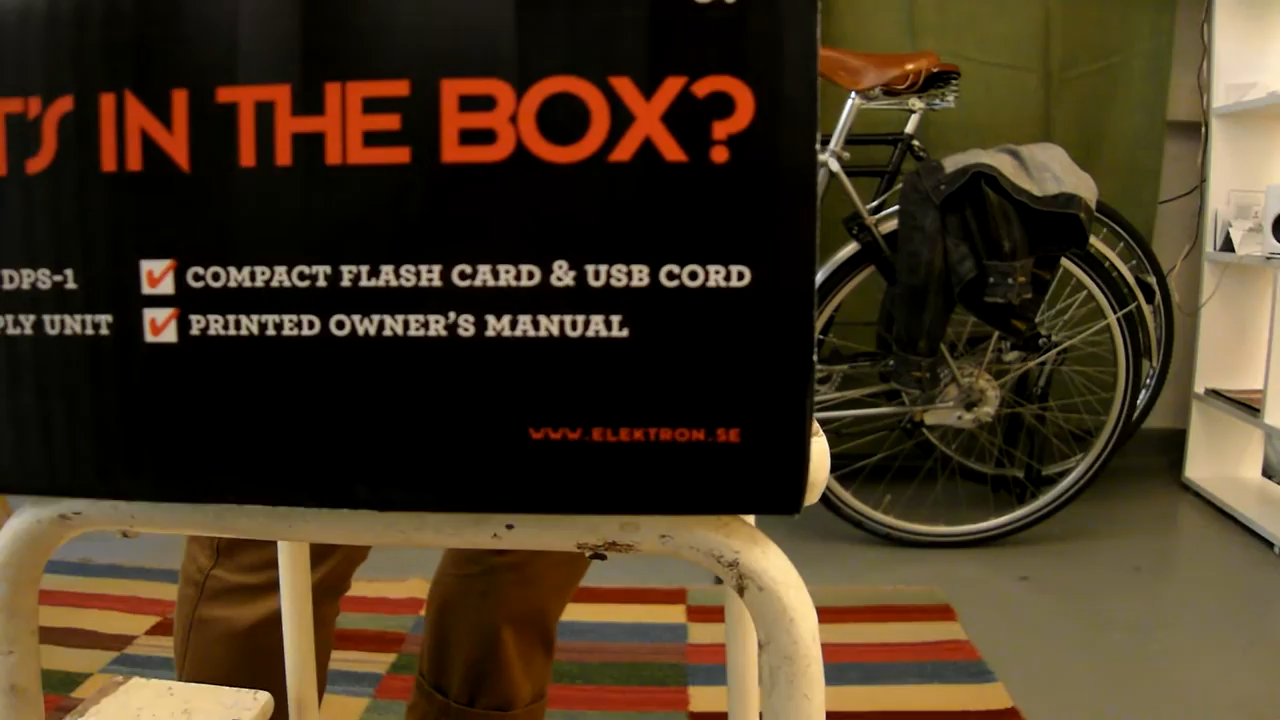 T'S IN THE BOX?
DPS-1
COMPACT FLASH CARD & USB CORD
PLY UNIT
PRINTED OWNER'S MANUAL
WWW.ELEKTRON.SE